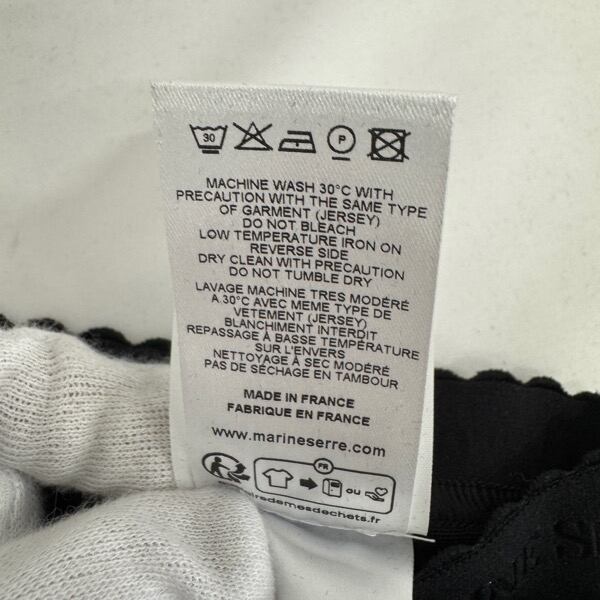 30
P
MACHINE WASH 30°C WITH
PRECAUTION WITH THE SAME TYPE
OF GARMENT (JERSEY)
DO NOT BLEACH
LOW TEMPERATURE IRON ON
REVERSE SIDE
DRY CLEAN WITH PRECAUTION
DO NOT TUMBLE DRY
LAVAGE MACHINE TRES MODÉRÉ
A 30°C AVEC MEME TYPE DE
VETEMENT (JERSEY)
BLANCHIMENT INTERDIT
REPASSAGE À BASSE TEMPÉRATURE
SUR L'ENVERS
NETTOYAGE À SEC MODÉRÉ
PAS DE SÉCHAGE EN TAMBOUR
MADE IN FRANCE
FABRIQUE EN FRANCE
www.marineserre.com
FR
OU